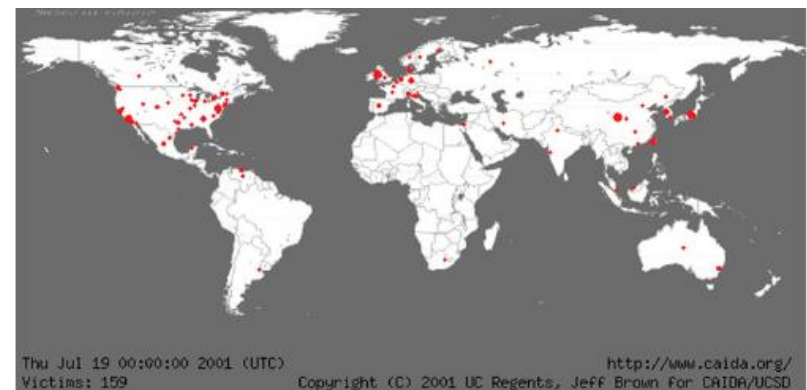 Thu Jul 19 00:00:00 2001 (UTC)
Victims: 159
http://www.caida.org/
Copyright (C) 2001 UC Regents, Jeff Brown for CAIDA/UCSD